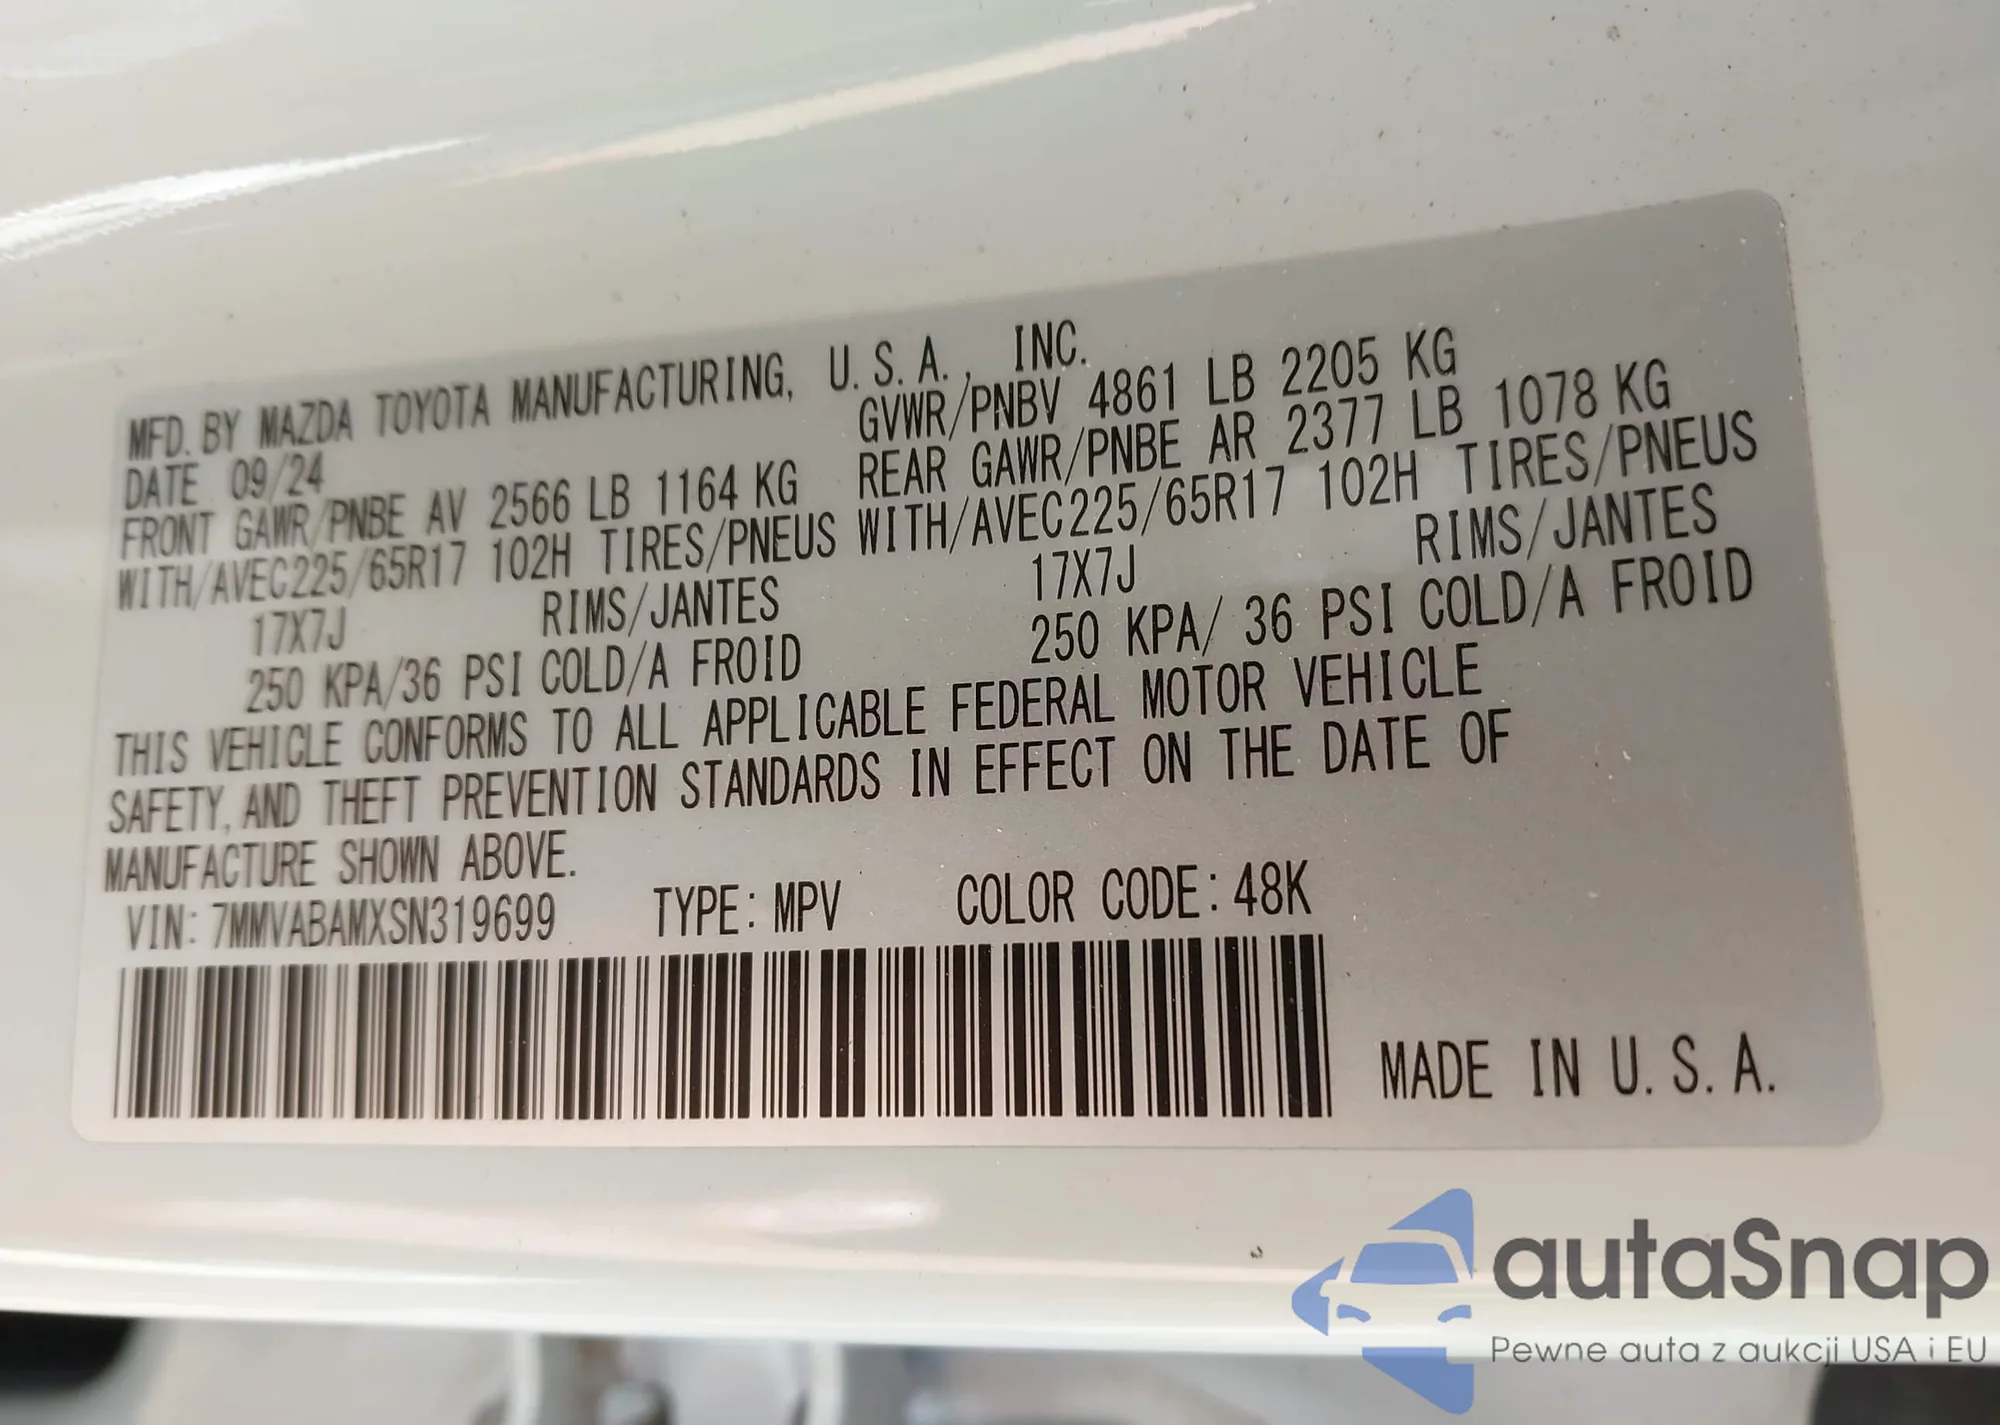 MFD. BY MAZDA TOYOTA MANUFACTURING, U.S.A., INC.
DATE 09/24 GVWR/PNBV 4861 LB 2205 KG
FRONT GAWR/PNBE AV 2566 LB 1164 KG REAR GAWR/PNBE AR 2377 LB 1078 KG
WITH/AVEC225/65R17 102H TIRES/PNEUS WITH/AVEC225/65R17 102H TIRES/PNEUS
17X7J RIMS/JANTES 17X7J RIMS/JANTES
250 KPA/36 PSI COLD/A FROID 250 KPA/ 36 PSI COLD/A FROID
THIS VEHICLE CONFORMS TO ALL APPLICABLE FEDERAL MOTOR VEHICLE
SAFETY, AND THEFT PREVENTION STANDARDS IN EFFECT ON THE DATE OF
MANUFACTURE SHOWN ABOVE.
VIN: 7MMVABAMXSN319699 TYPE: MPV COLOR CODE: 48K
MADE IN U.S.A.
autaSnap
Pewne auta z aukcji USA i EU